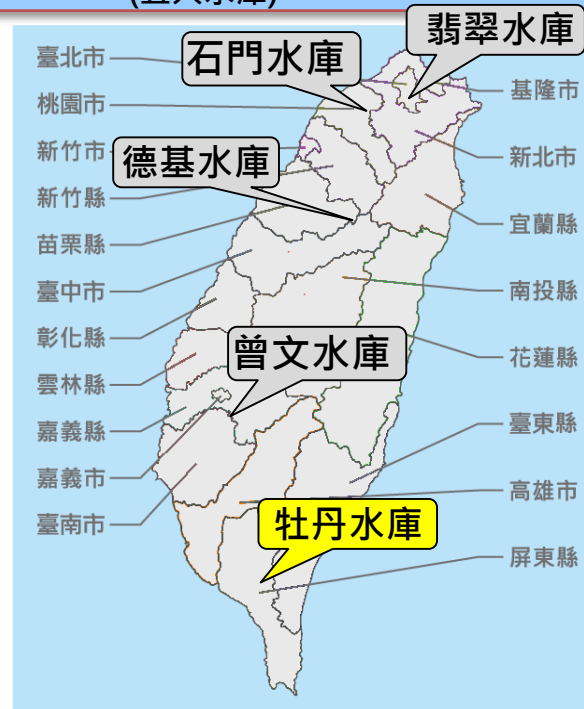 翡翠水庫
石門水庫
臺北市
桃園市
基隆市
新竹市
德基水庫
新北市
新竹縣
宜蘭縣
苗栗縣
臺中市
南投縣
彰化縣
曾文水庫
花蓮縣
雲林縣
嘉義縣
臺東縣
嘉義市
高雄市
臺南市
牡丹水庫
屏東縣